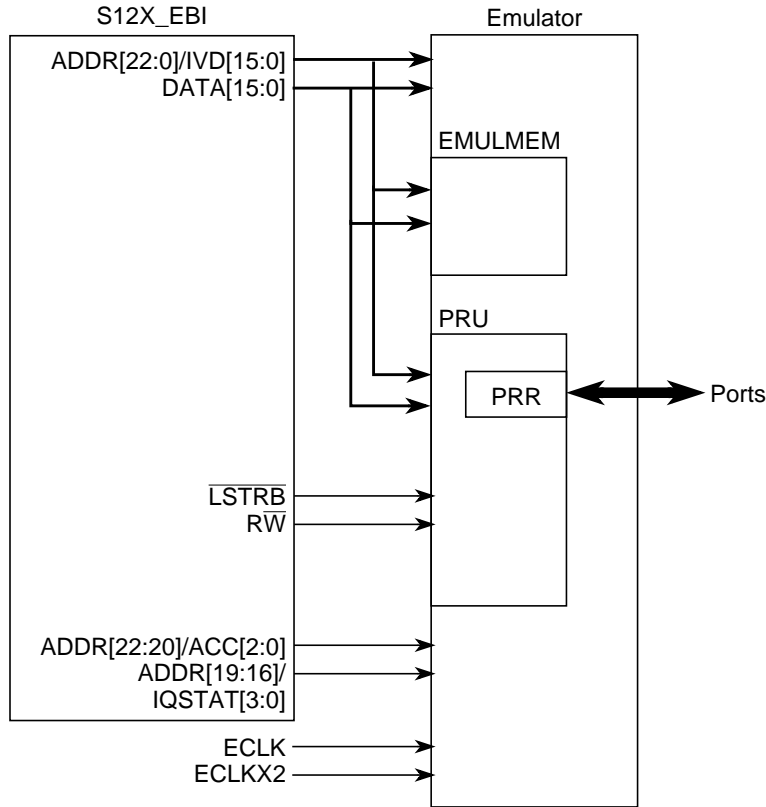 S12X_EBI
Emulator
ADDR[22:0]/IVD[15:0]
DATA[15:0]
EMULMEM
PRU
PRR
Ports
LSTRB
RW
ADDR[22:20]/ACC[2:0]
ADDR[19:16]/
IQSTAT[3:0]
ECLK
ECLKX2